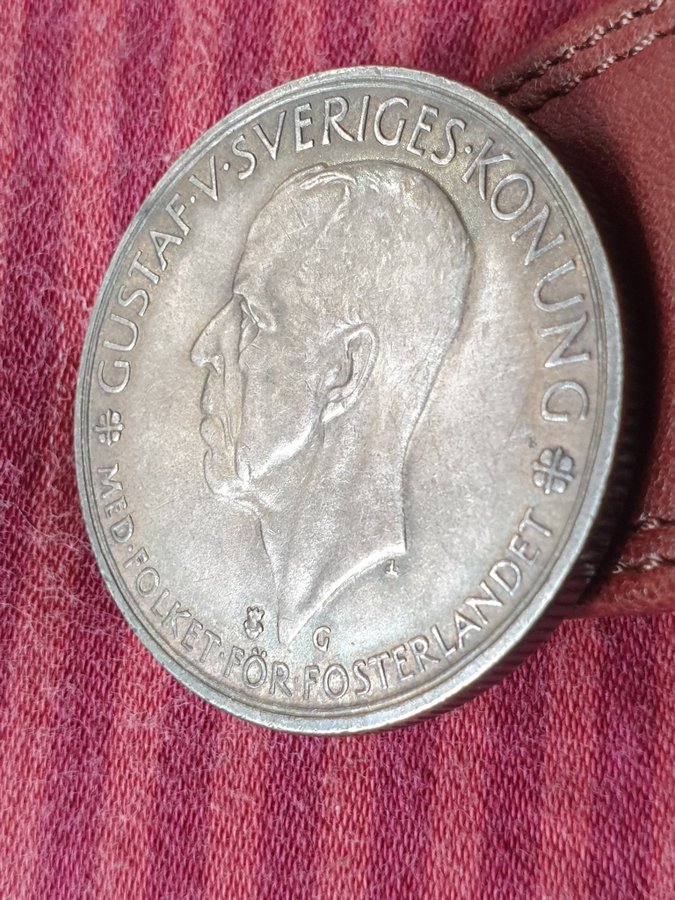 GUSTAF·V·SVERIGES·KONUNG
MED·FOLKET·FÖR·FOSTERLANDET
G